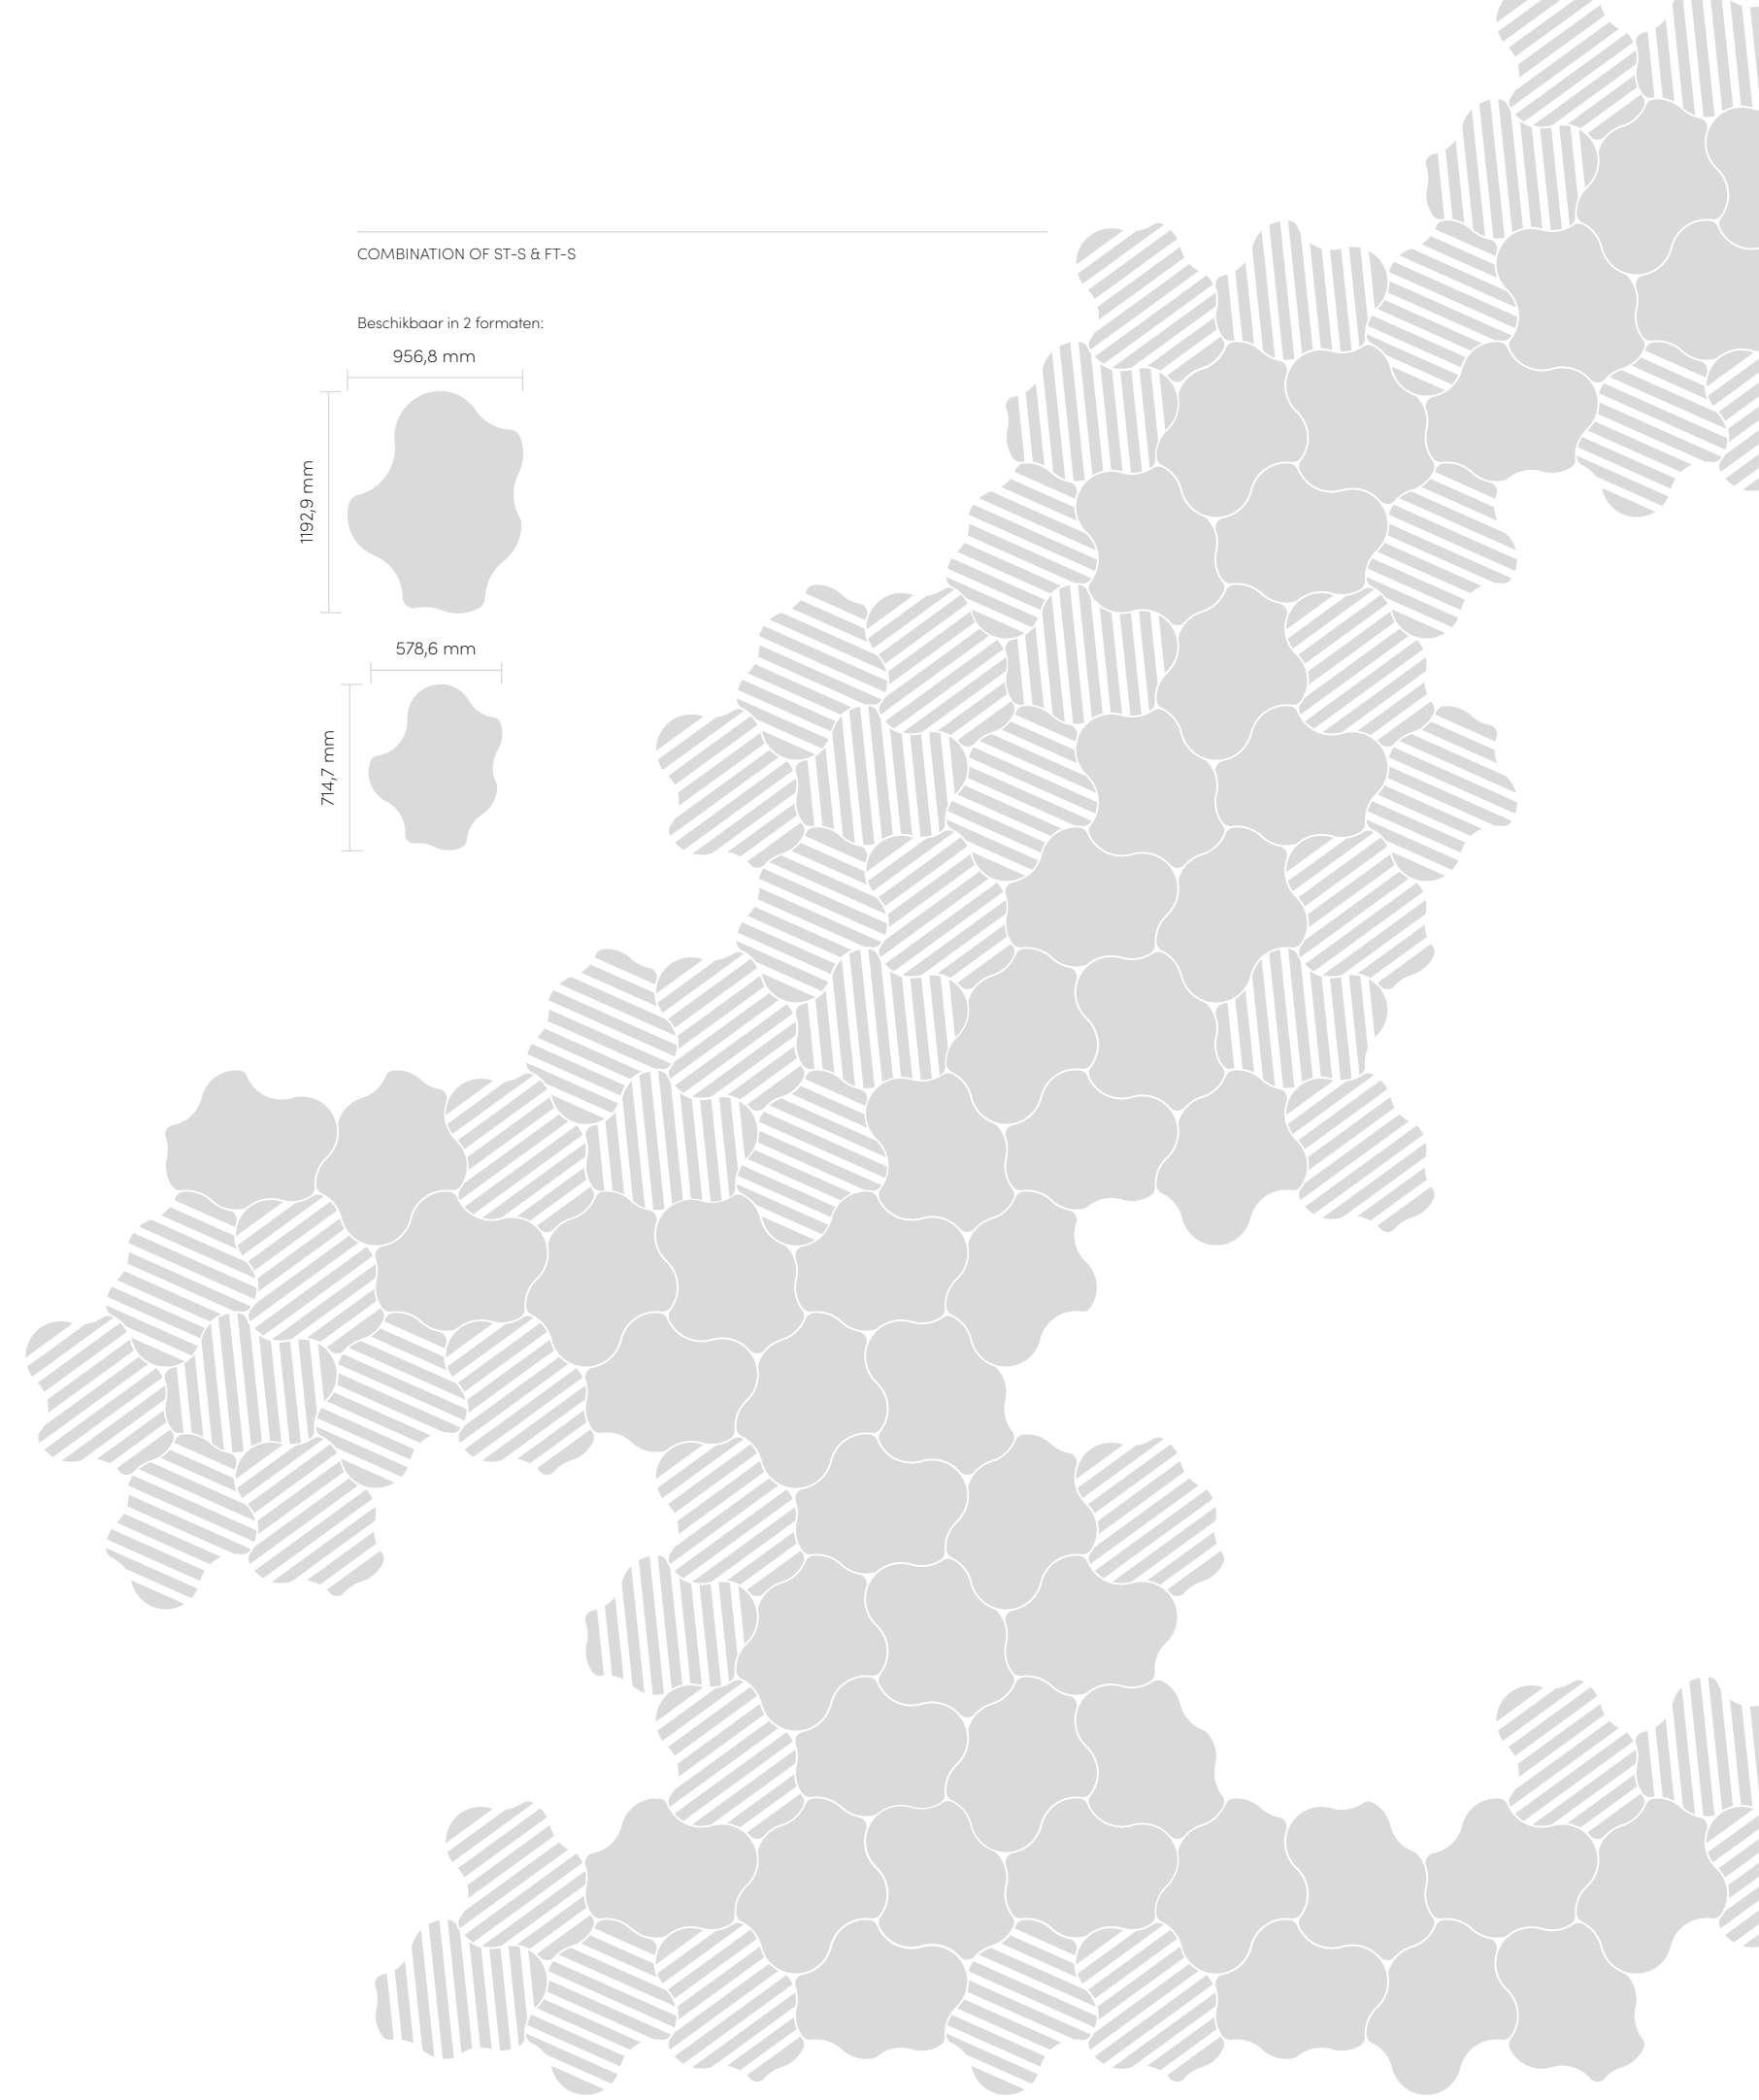 COMBINATION OF ST-S & FT-S
Beschikbaar in 2 formaten:
956,8 mm
1192,9 mm
578,6 mm
714,7 mm